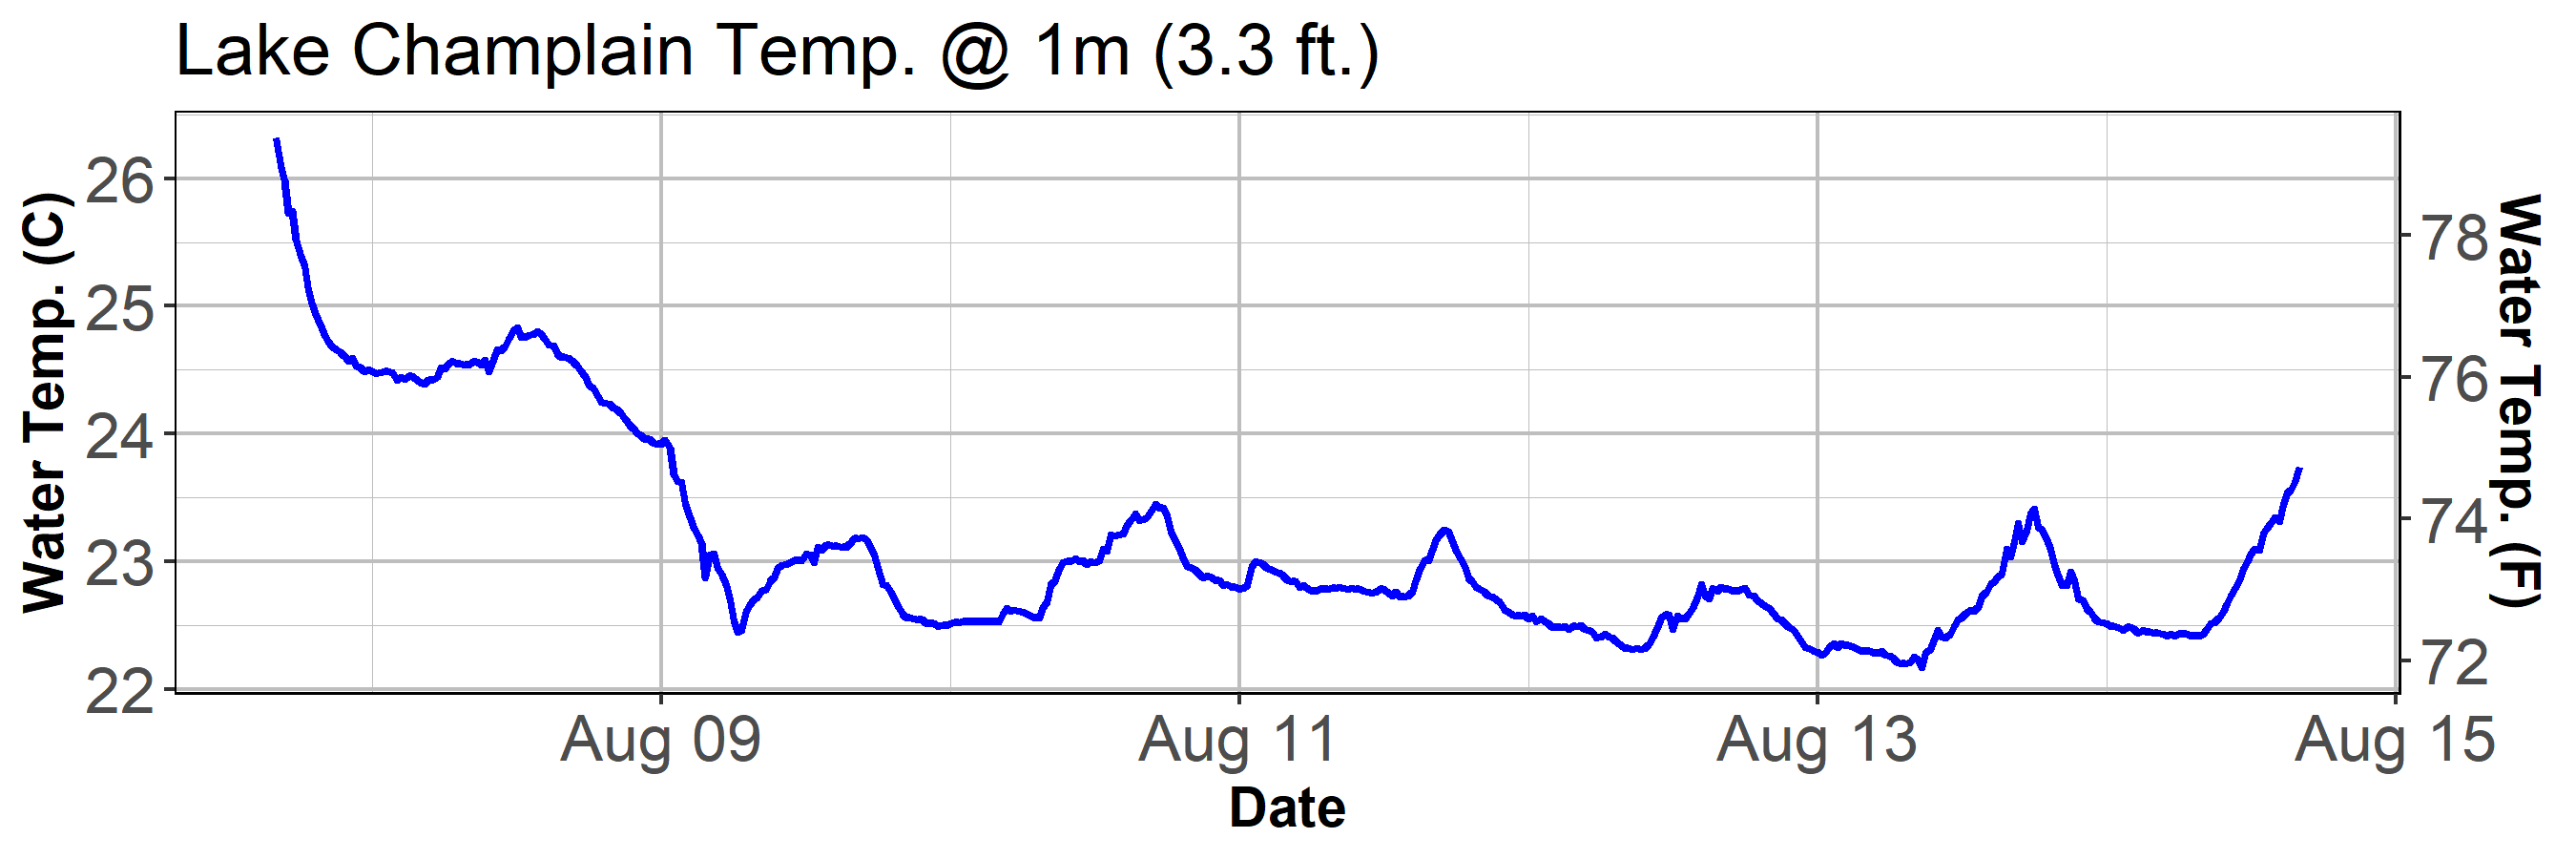 Lake Champlain Temp. @ 1m (3.3 ft.)
Water Temp. (C)
26
25
24
23
22
78
76
74
72
Water Temp. (F)
Aug 09
Aug 11
Aug 13
Aug 15
Date